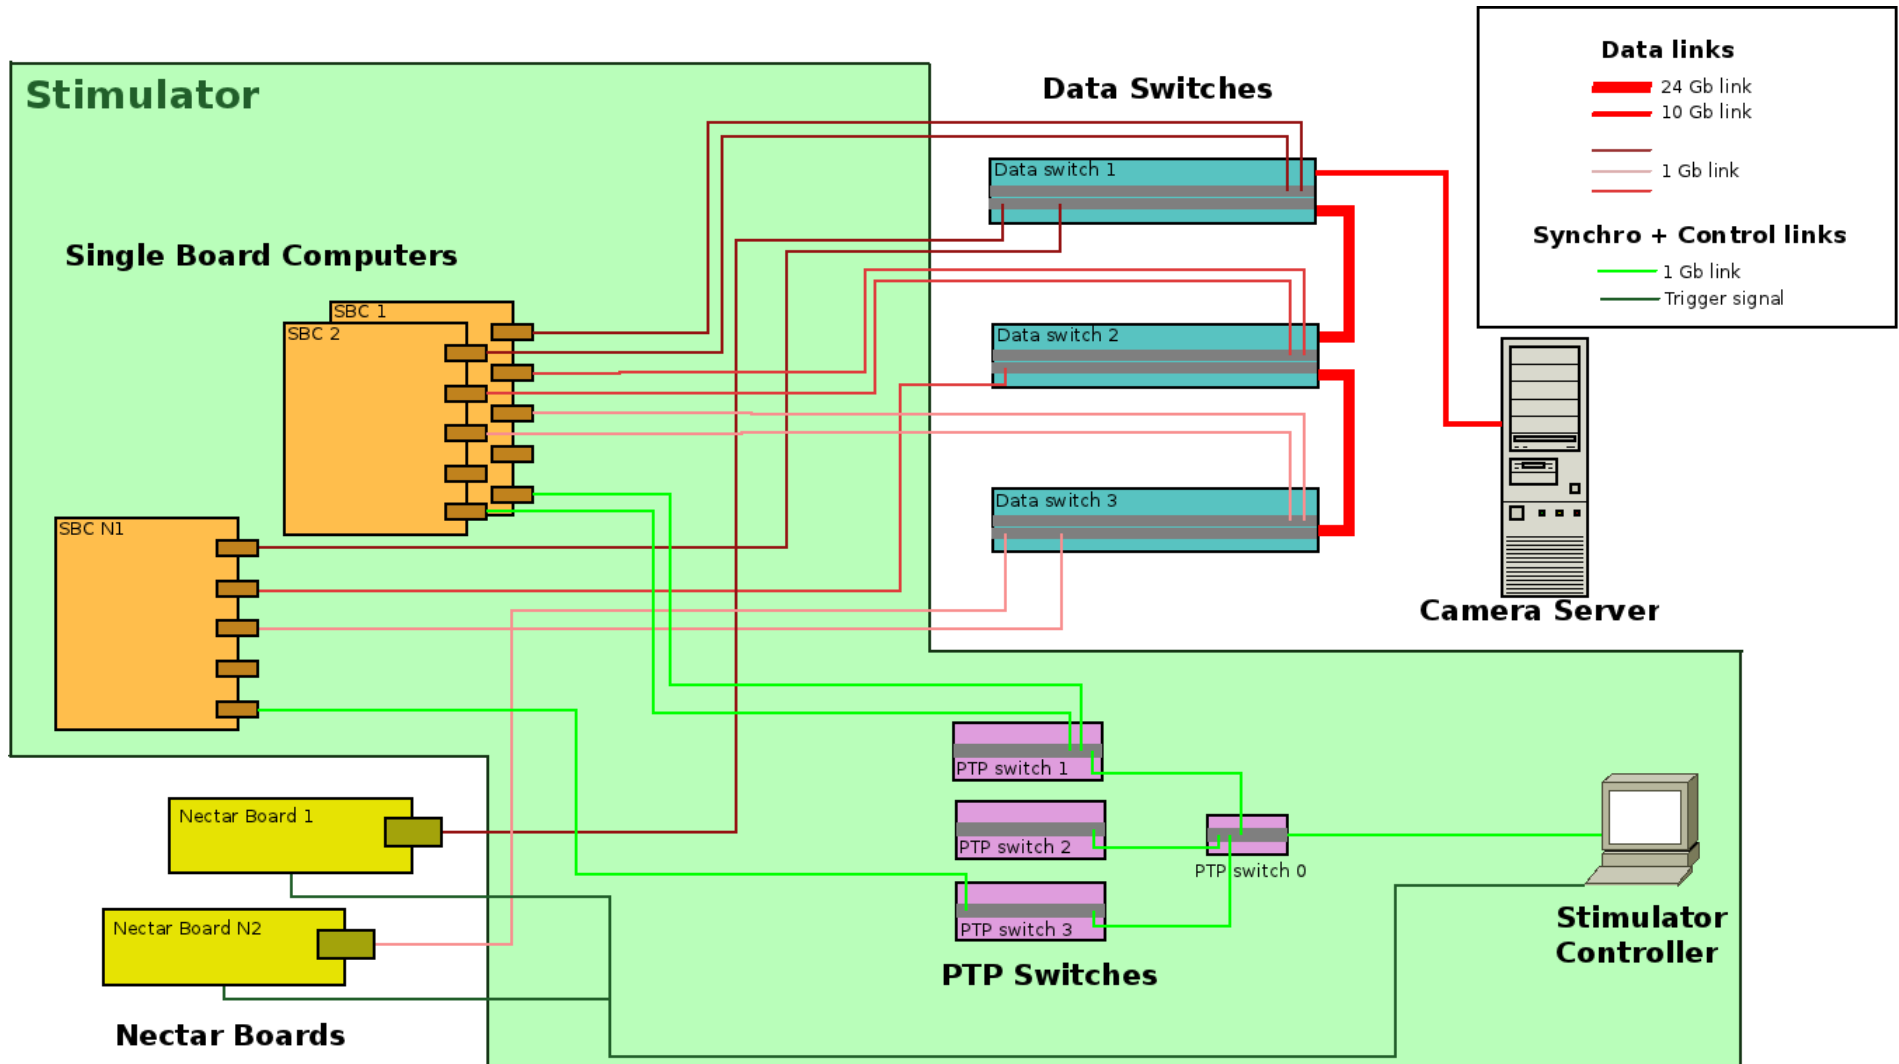 Stimulator
Data Switches
Data links
24 Gb link
10 Gb link
1 Gb link
Synchro + Control links
1 Gb link
Trigger signal
Data switch 1
Single Board Computers
SBC 1
SBC 2
Data switch 2
Data switch 3
SBC N1
Camera Server
PTP switch 1
PTP switch 2
PTP switch 0
PTP switch 3
PTP Switches
Nectar Board 1
Nectar Board N2
Nectar Boards
Stimulator
Controller